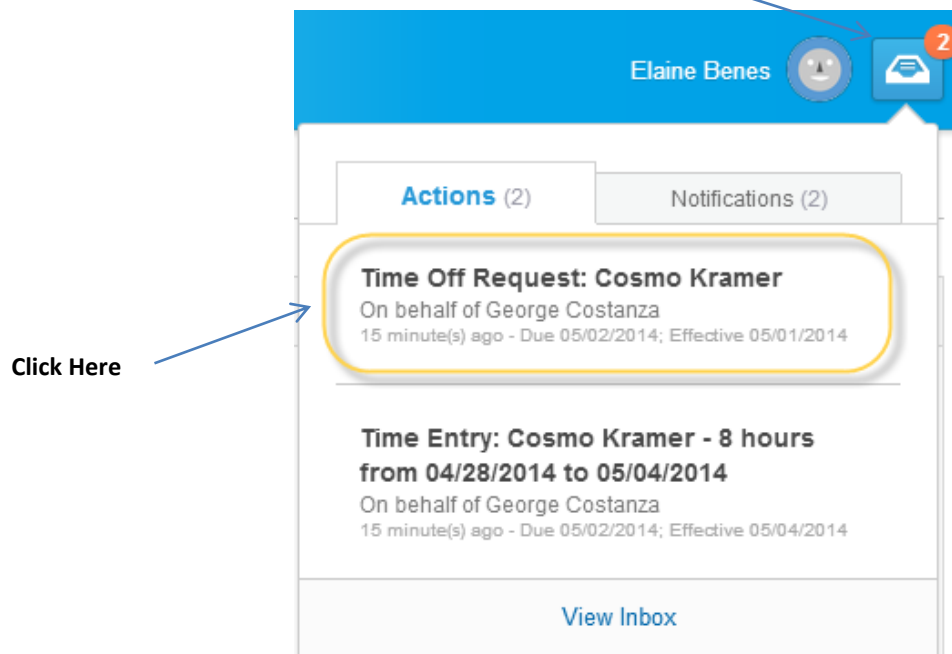 Elaine Benes
2
Actions (2)
Notifications (2)
Time Off Request: Cosmo Kramer
On behalf of George Costanza
15 minute(s) ago - Due 05/02/2014; Effective 05/01/2014
Click Here
Time Entry: Cosmo Kramer - 8 hours
from 04/28/2014 to 05/04/2014
On behalf of George Costanza
15 minute(s) ago - Due 05/02/2014; Effective 05/04/2014
View Inbox